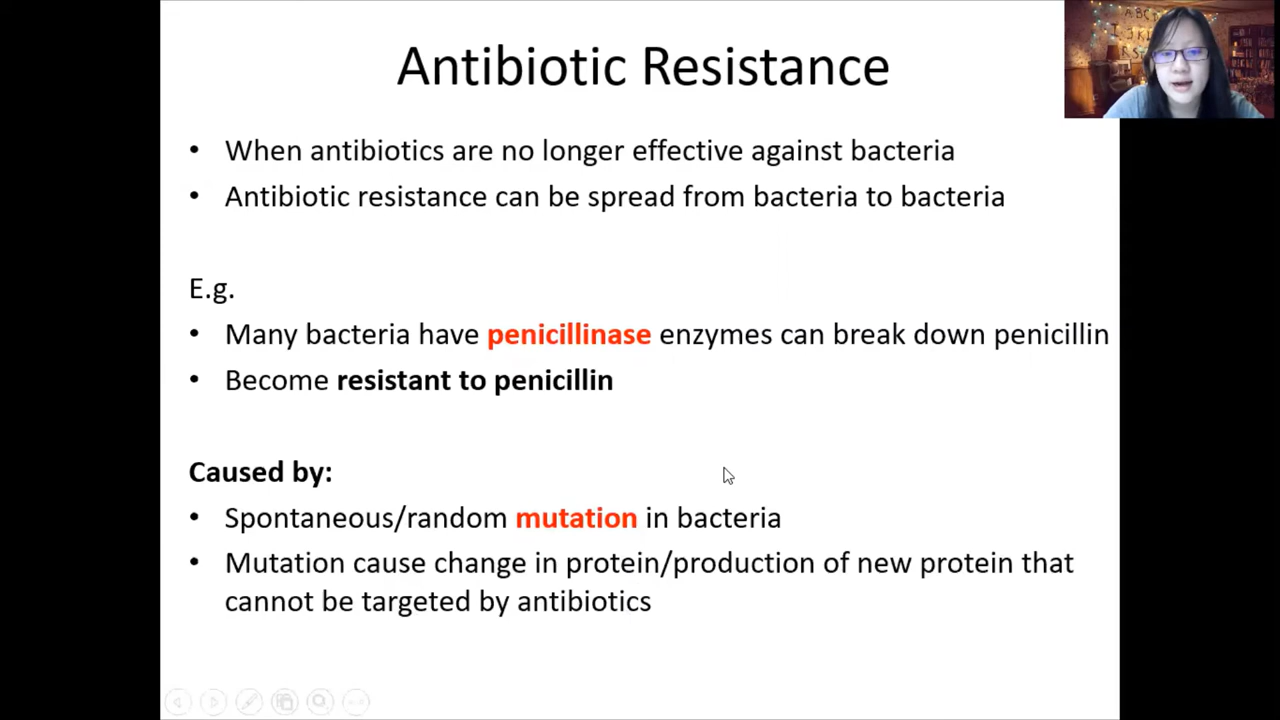 Antibiotic Resistance
• When antibiotics are no longer effective against bacteria
• Antibiotic resistance can be spread from bacteria to bacteria
E.g.
• Many bacteria have penicillinase enzymes can break down penicillin
• Become resistant to penicillin
Caused by:
• Spontaneous/random mutation in bacteria
• Mutation cause change in protein/production of new protein that
cannot be targeted by antibiotics